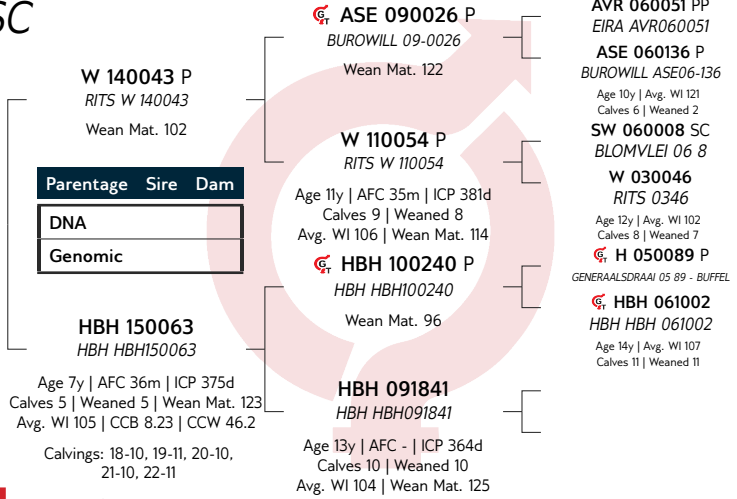 SC
W 140043 P
RITS W 140043
Wean Mat. 102
Parentage Sire Dam
DNA
Genomic
HBH 150063
HBH HBH150063
Age 7y | AFC 36m | ICP 375d
Calves 5 | Weaned 5 | Wean Mat. 123
Avg. WI 105 | CCB 8.23 | CCW 46.2
Calvings: 18-10, 19-11, 20-10,
21-10, 22-11
GT ASE 090026 P
BUROWILL 09-0026
Wean Mat. 122
W 110054 P
RITS W 110054
Age 11y | AFC 35m | ICP 381d
Calves 9 | Weaned 8
Avg. WI 106 | Wean Mat. 114
GT HBH 100240 P
HBH HBH100240
Wean Mat. 96
HBH 091841
HBH HBH091841
Age 13y | AFC - | ICP 364d
Calves 10 | Weaned 10
Avg. WI 104 | Wean Mat. 125
AVR 060051 PP
EIRA AVR060051
ASE 060136 P
BUROWILL ASE06-136
Age 10y | Avg. WI 121
Calves 6 | Weaned 2
SW 060008 SC
BLOMVLEI 06 8
W 030046
RITS 0346
Age 12y | Avg. WI 102
Calves 8 | Weaned 7
GT H 050089 P
GENERAALSDRAAI 05 89 - BUFFEL
GT HBH 061002
HBH HBH 061002
Age 14y | Avg. WI 107
Calves 11 | Weaned 11